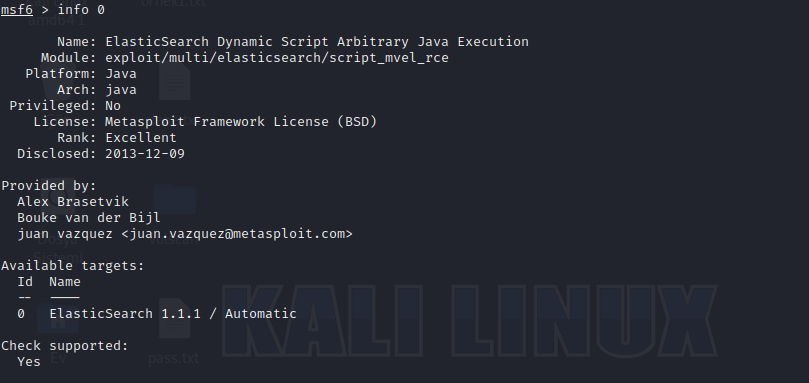 msf6 > info 0
Name: ElasticSearch Dynamic Script Arbitrary Java Execution
Module: exploit/multi/elasticsearch/script_mvel_rce
Platform: Java
Arch: java
Privileged: No
License: Metasploit Framework License (BSD)
Rank: Excellent
Disclosed: 2013-12-09
Provided by:
Alex Brasetvik
Bouke van der Bijl
juan vazquez <juan.vazquez@metasploit.com>
Available targets:
Id  Name
--  ----
0   ElasticSearch 1.1.1 / Automatic
Check supported:
Yes
KALI LINUX
Ev
pass.txt